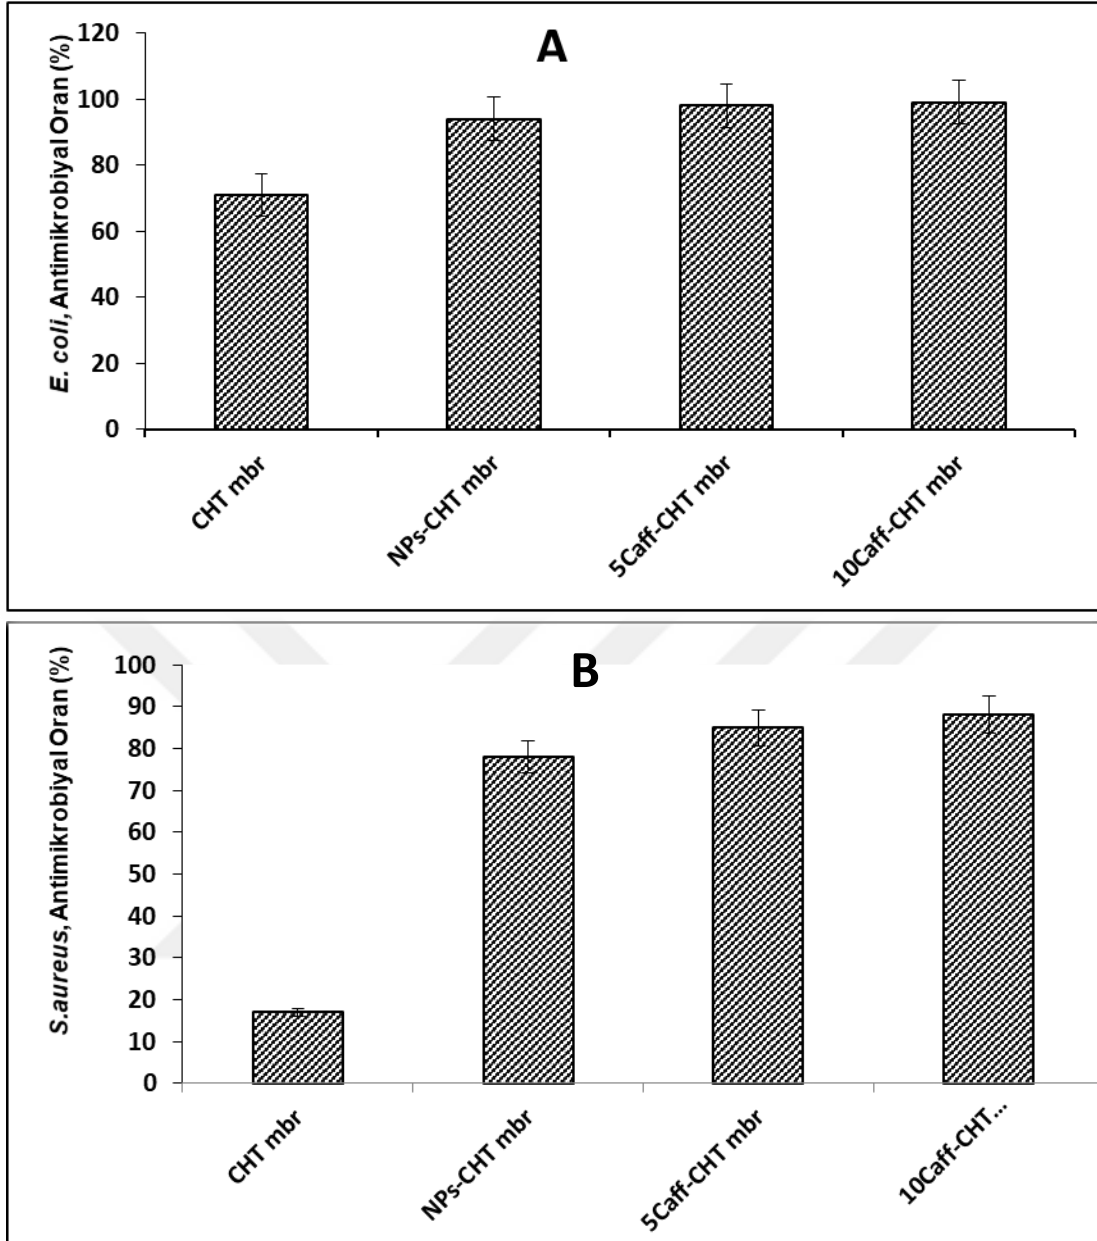 A
E. coli, Antimikrobiyal Oran (%)
120
100
80
60
40
20
0
CHT mbr
NPs-CHT mbr
5Caff-CHT mbr
10Caff-CHT mbr
B
S.aureus, Antimikrobiyal Oran (%)
100
90
80
70
60
50
40
30
20
10
0
CHT mbr
NPs-CHT mbr
5Caff-CHT mbr
10Caff-CHT...